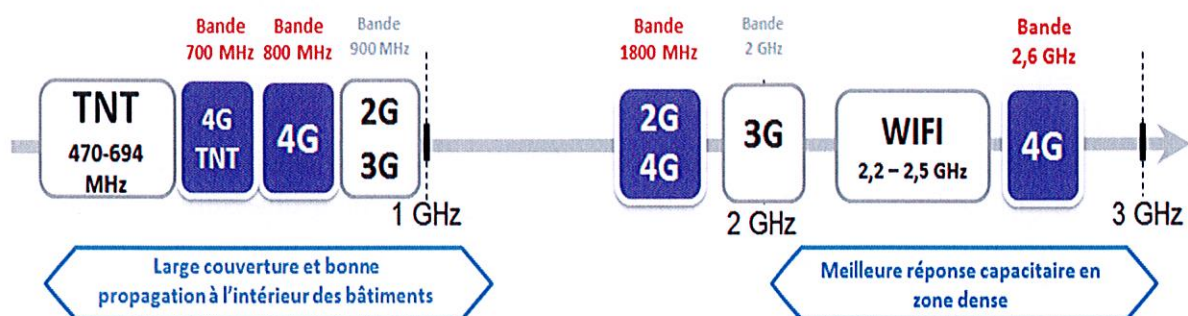 Bande
700 MHz
Bande
800 MHz
Bande
900 MHz
Bande
1800 MHz
Bande
2 GHz
Bande
2,6 GHz
TNT
470-694
MHz
4G
TNT
4G
2G
3G
2G
4G
3G
WIFI
2,2 – 2,5 GHz
4G
1 GHz
2 GHz
3 GHz
Large couverture et bonne
propagation à l'intérieur des bâtiments
Meilleure réponse capacitaire en
zone dense